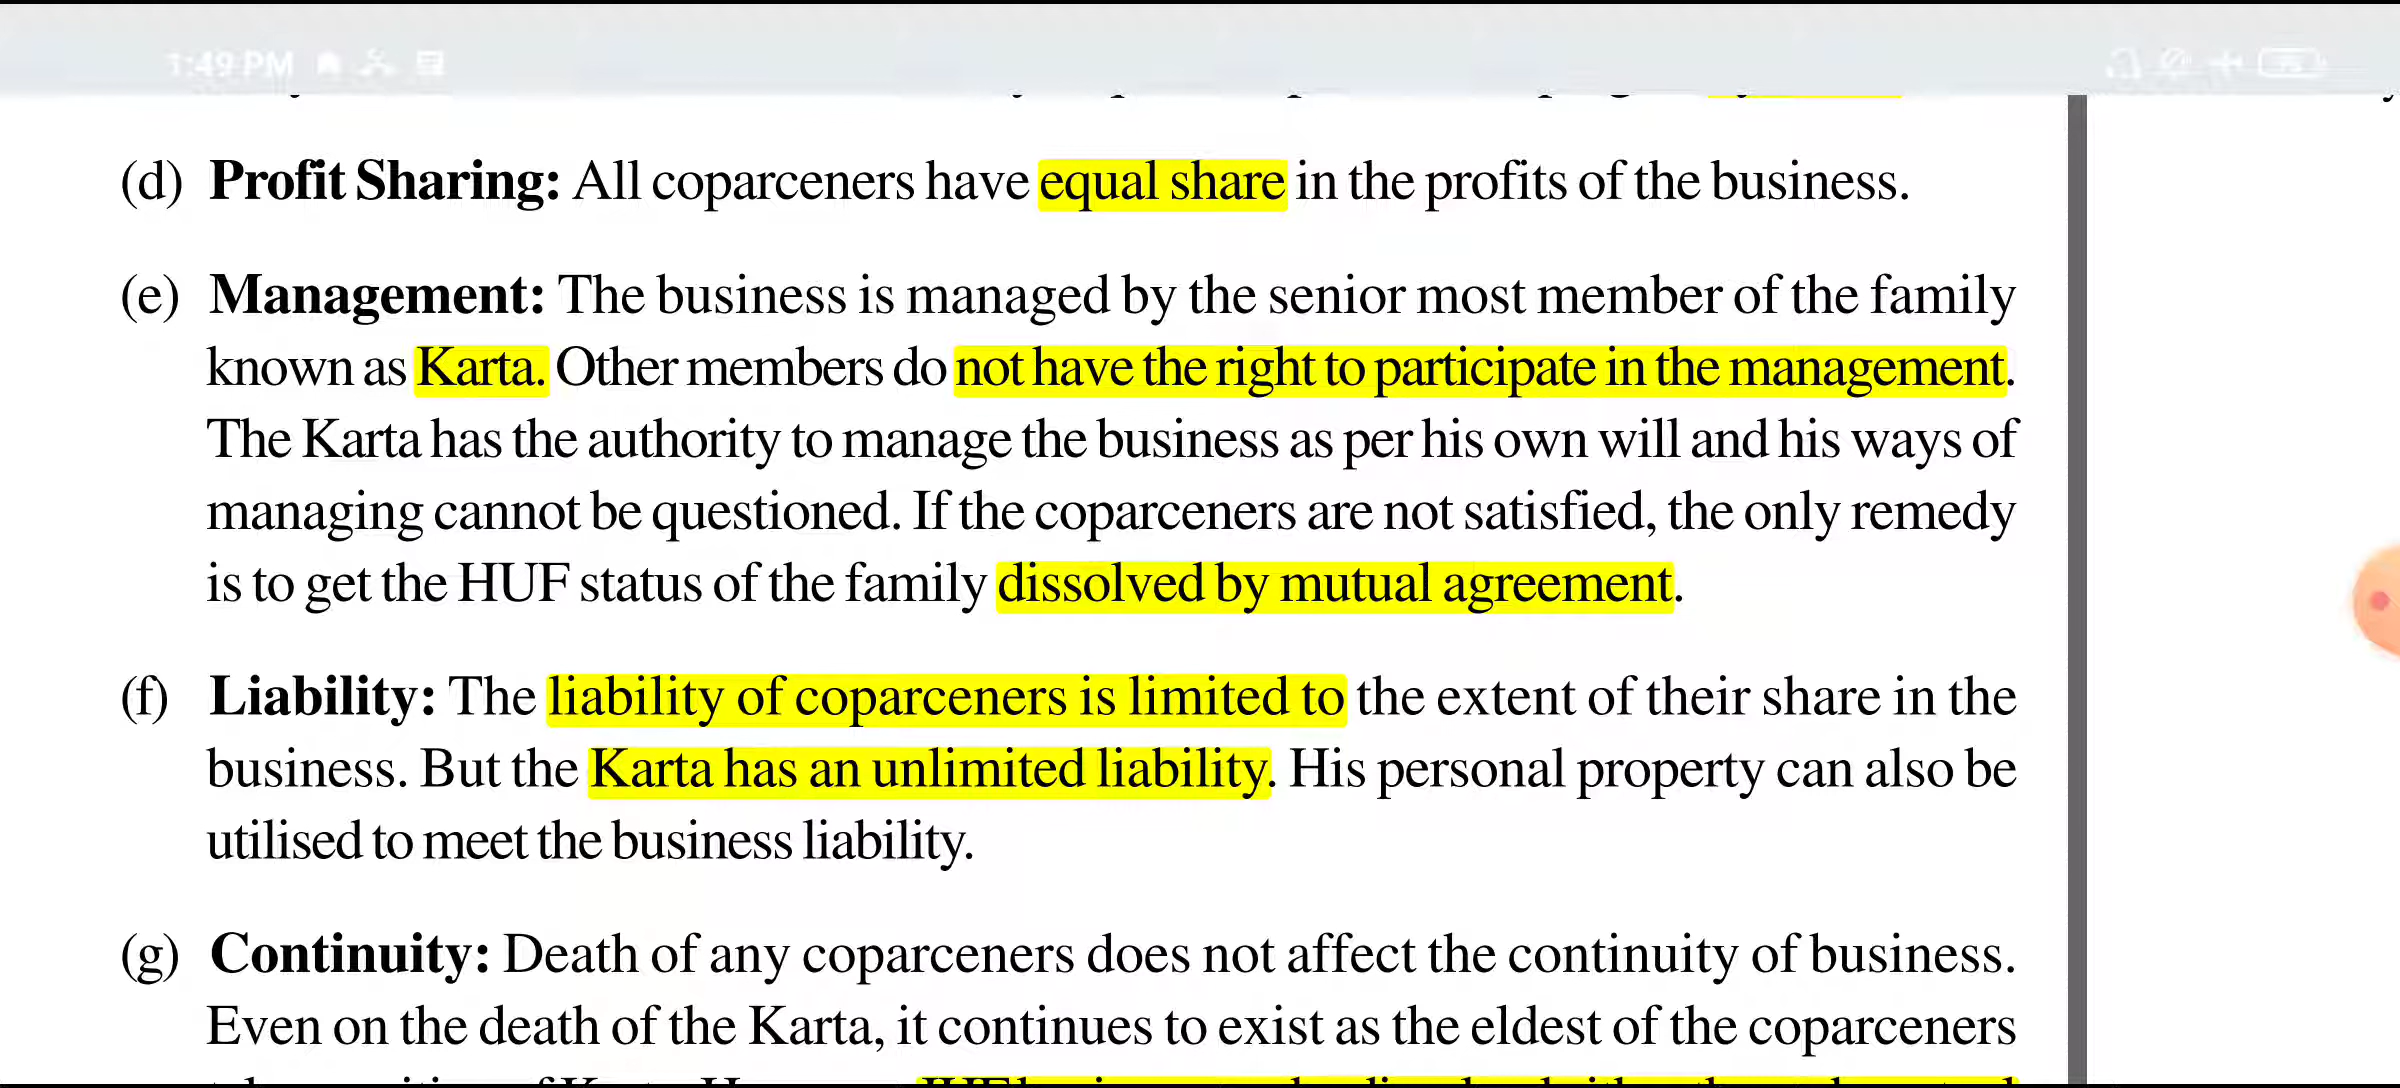 1:49 PM
(d) Profit Sharing: All coparceners have equal share in the profits of the business.
(e) Management: The business is managed by the senior most member of the family
known as Karta. Other members do not have the right to participate in the management.
The Karta has the authority to manage the business as per his own will and his ways of
managing cannot be questioned. If the coparceners are not satisfied, the only remedy
is to get the HUF status of the family dissolved by mutual agreement.
(f) Liability: The liability of coparceners is limited to the extent of their share in the
business. But the Karta has an unlimited liability. His personal property can also be
utilised to meet the business liability.
(g) Continuity: Death of any coparceners does not affect the continuity of business.
Even on the death of the Karta, it continues to exist as the eldest of the coparceners